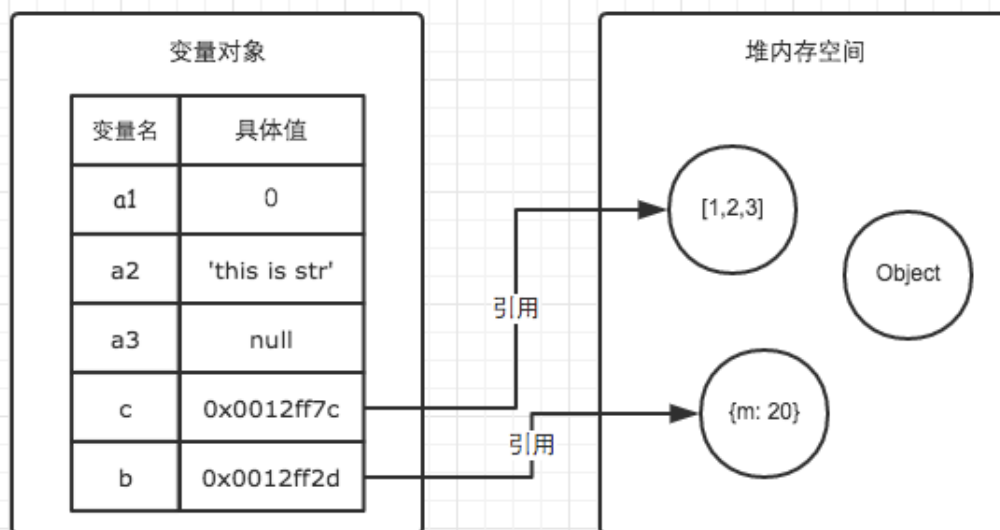 变量对象
变量名 具体值
a1 0
a2 'this is str'
a3 null
c 0x0012ff7c
b 0x0012ff2d
引用
引用
堆内存空间
[1,2,3]
Object
{m: 20}